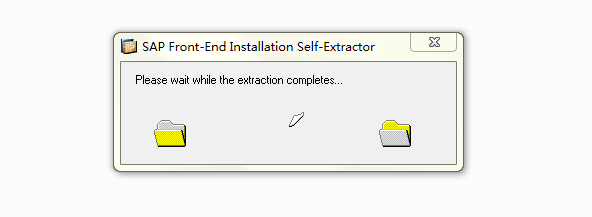 SAP Front-End Installation Self-Extractor
Please wait while the extraction completes...